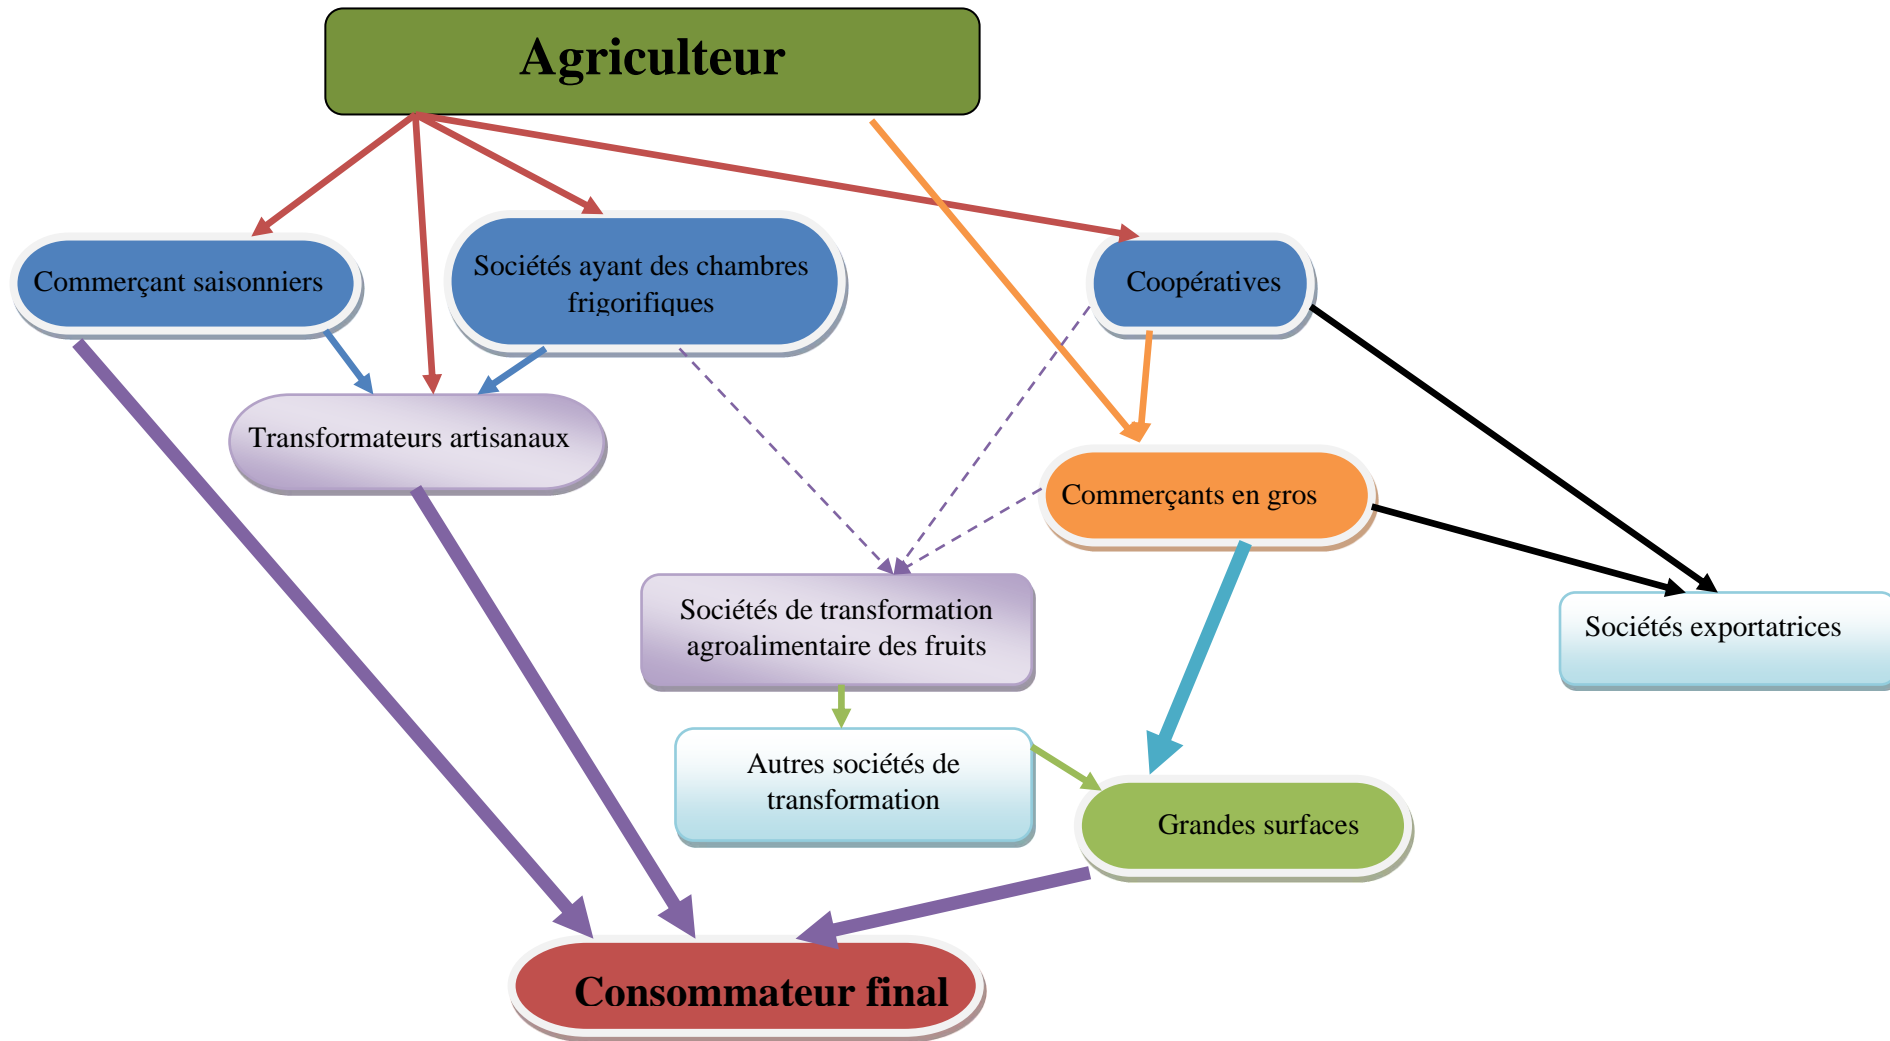 Agriculteur
Commerçant saisonniers
Sociétés ayant des chambres
frigorifiques
Coopératives
Transformateurs artisanaux
Commerçants en gros
Sociétés de transformation
agroalimentaire des fruits
Sociétés exportatrices
Autres sociétés de
transformation
Grandes surfaces
Consommateur final